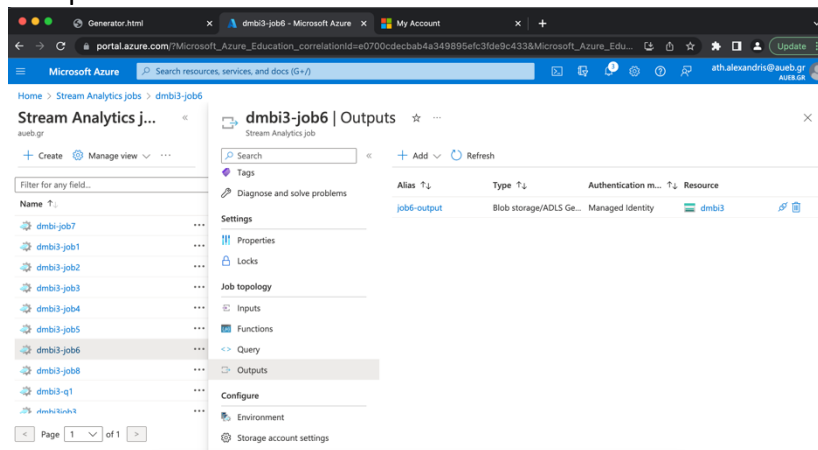 Generator.html
dmbi3-job6 - Microsoft Azure
My Account
portal.azure.com/?Microsoft_Azure_Education_correlationId=e0700cdecbab4a349895efc3fde9c433&Microsoft_Azure_Edu...
Update
Microsoft Azure
Search resources, services, and docs (G+/)
ath.alexandris@aueb.gr
AUEB.GR
Home > Stream Analytics jobs > dmbi3-job6
Stream Analytics j...
aueb.gr
+ Create
Manage view
Filter for any field...
Name ↑↓
dmbi-job7
dmbi3-job1
dmbi3-job2
dmbi3-job3
dmbi3-job4
dmbi3-job5
dmbi3-job6
dmbi3-job8
dmbi3-q1
dmbi3job3
< Page 1 of 1 >
dmbi3-job6 | Outputs
Stream Analytics job
Search
Tags
Diagnose and solve problems
Settings
Properties
Locks
Job topology
Inputs
Functions
Query
Outputs
Configure
Environment
Storage account settings
+ Add
Refresh
Alias ↑↓ Type ↑↓ Authentication m... ↑↓ Resource
job6-output Blob storage/ADLS Ge... Managed Identity dmbi3